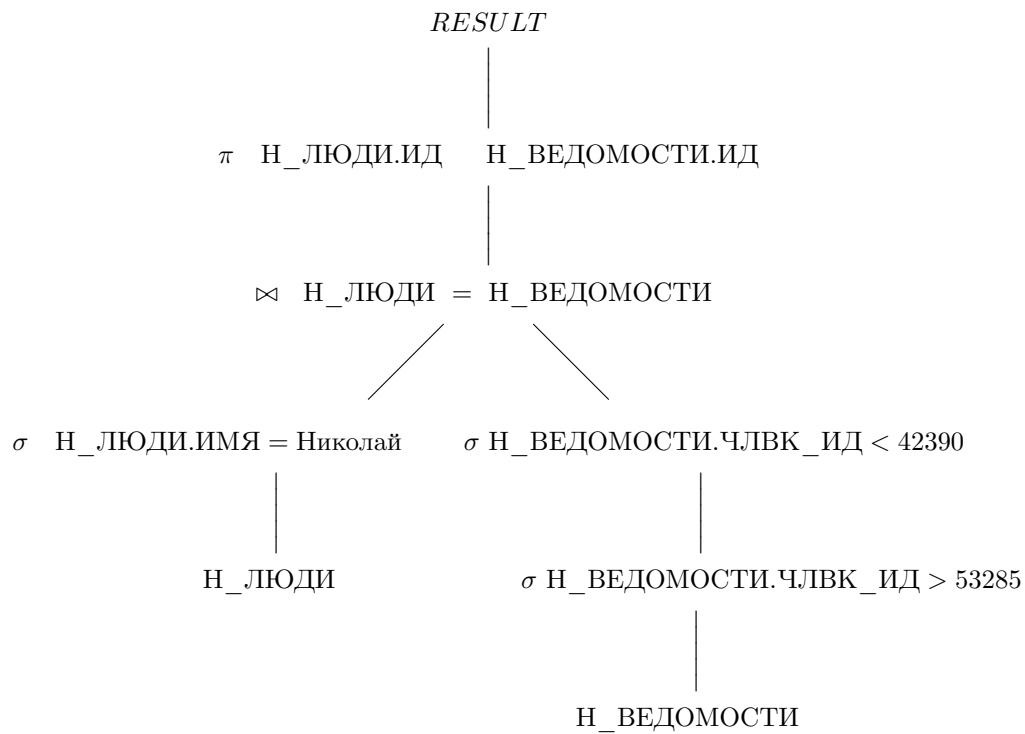 RESULT
π Н_ЛЮДИ.ИД Н_ВЕДОМОСТИ.ИД
⋈ Н_ЛЮДИ = Н_ВЕДОМОСТИ
σ Н_ЛЮДИ.ИМЯ = Николай σ Н_ВЕДОМОСТИ.ЧЛВК_ИД < 42390
Н_ЛЮДИ σ Н_ВЕДОМОСТИ.ЧЛВК_ИД > 53285
Н_ВЕДОМОСТИ